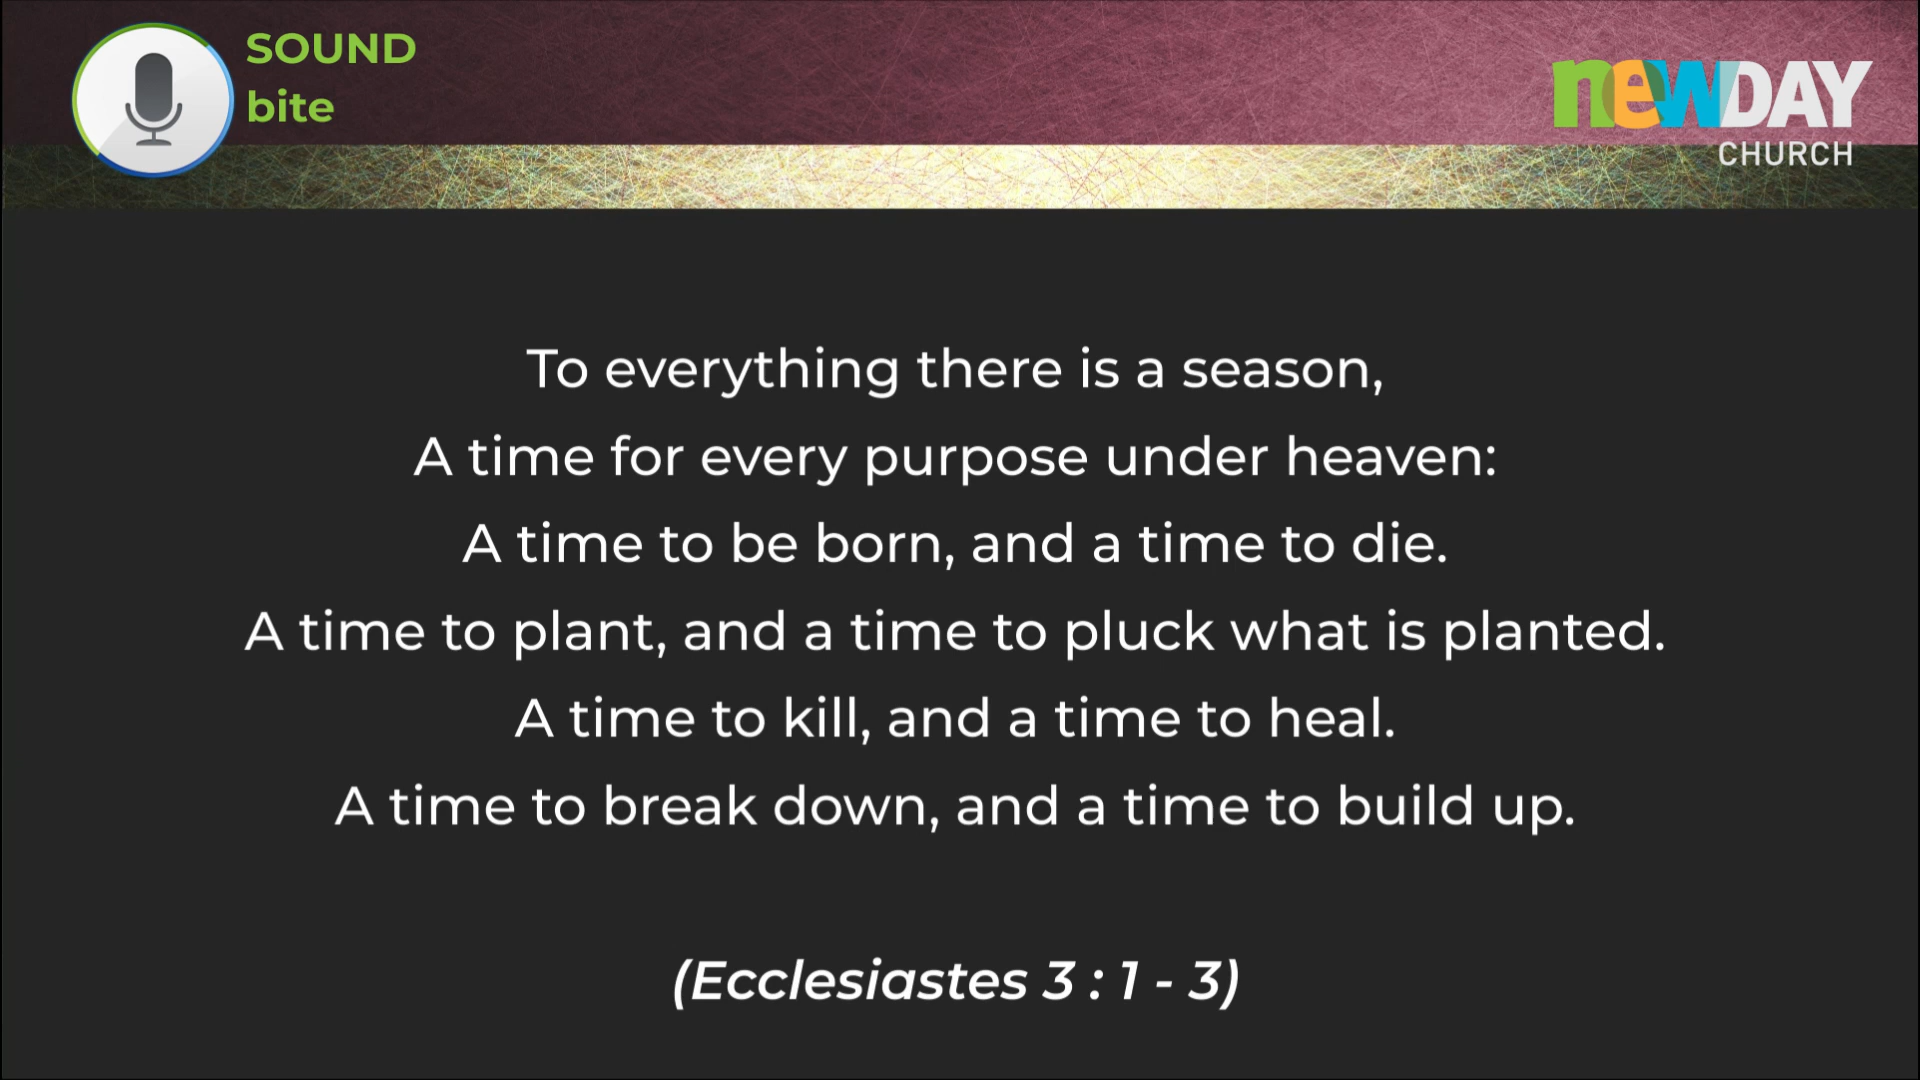 SOUND
bite
newDAY
CHURCH
To everything there is a season,
A time for every purpose under heaven:
A time to be born, and a time to die.
A time to plant, and a time to pluck what is planted.
A time to kill, and a time to heal.
A time to break down, and a time to build up.
(Ecclesiastes 3 : 1 - 3)